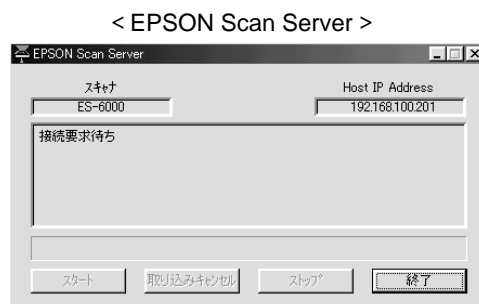 < EPSON Scan Server >
EPSON Scan Server
スキャナ Host IP Address
ES-6000 192.168.100.201
接続要求待ち
スタート 取り込みキャンセル ストップ 終了